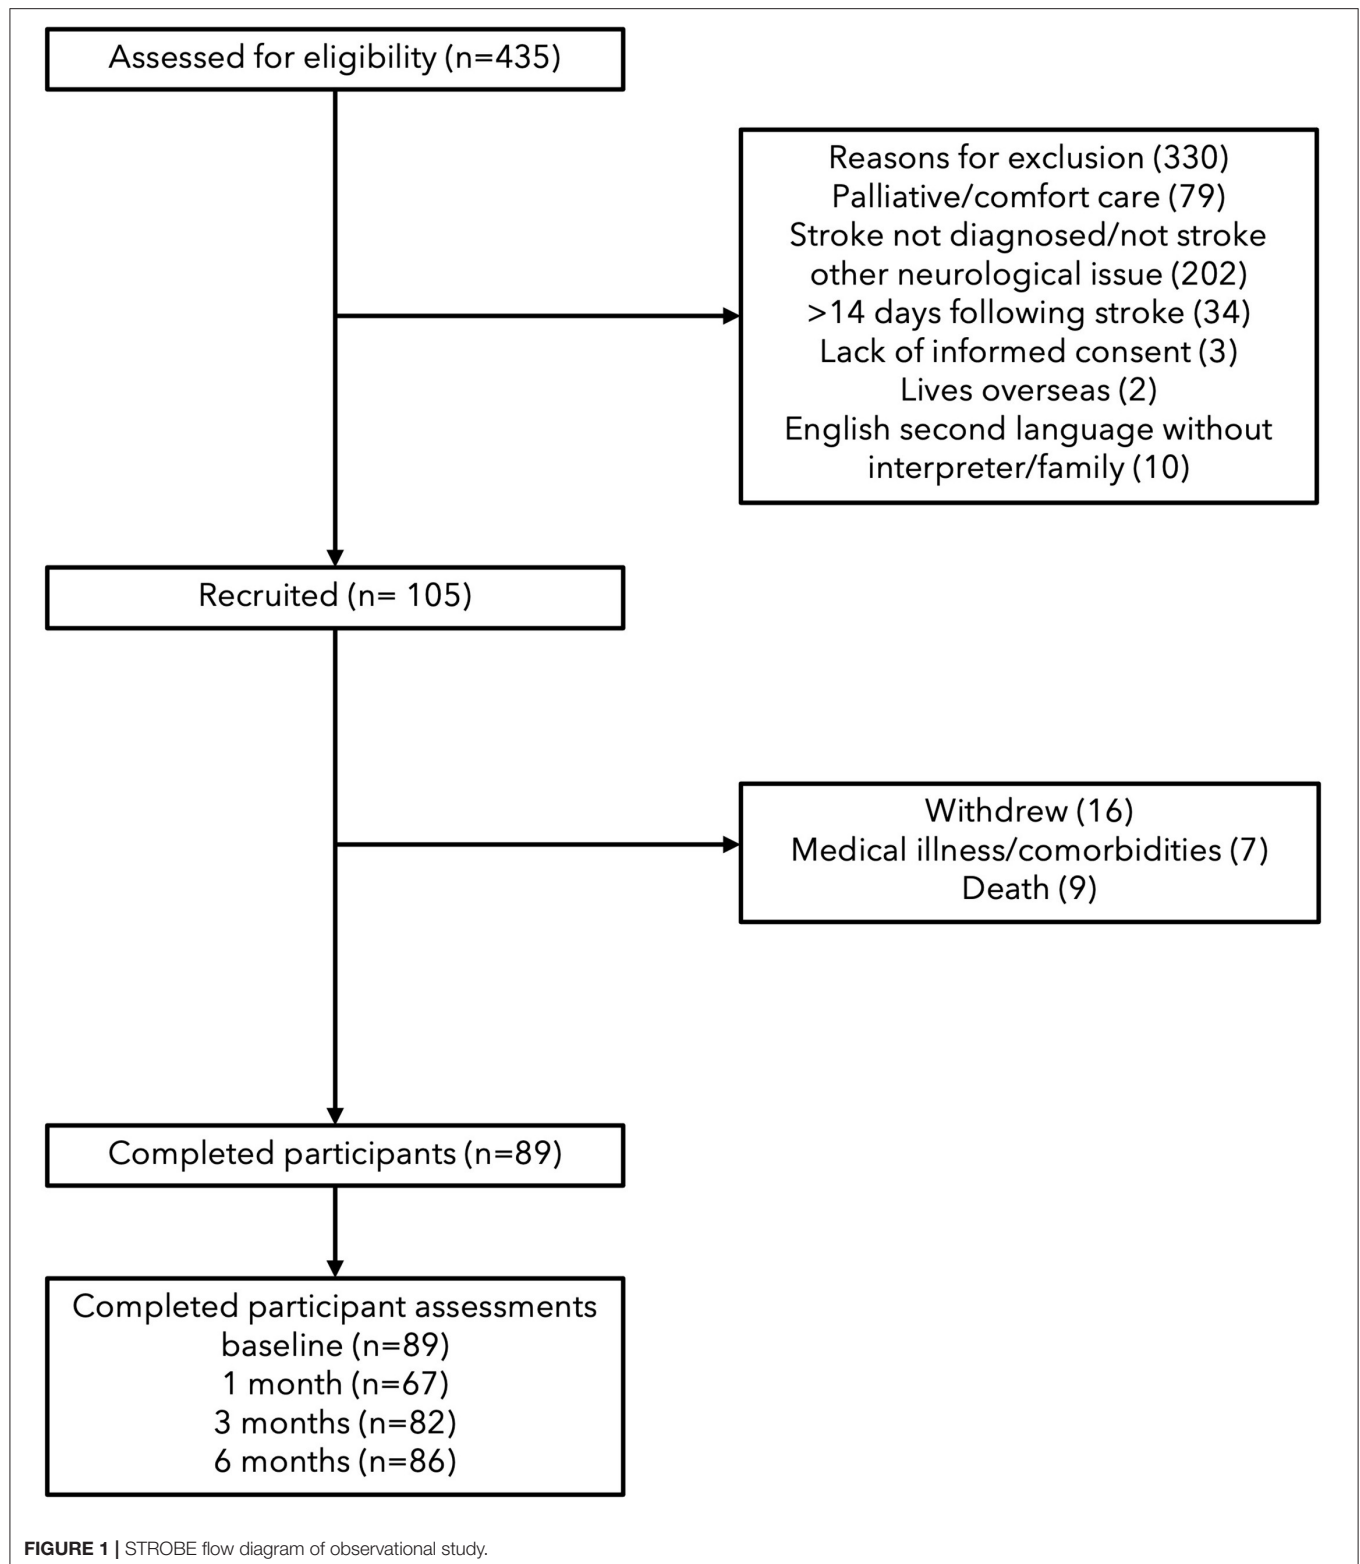 Assessed for eligibility (n=435)
Reasons for exclusion (330)
Palliative/comfort care (79)
Stroke not diagnosed/not stroke
other neurological issue (202)
>14 days following stroke (34)
Lack of informed consent (3)
Lives overseas (2)
English second language without
interpreter/family (10)
Recruited (n= 105)
Withdrew (16)
Medical illness/comorbidities (7)
Death (9)
Completed participants (n=89)
Completed participant assessments
baseline (n=89)
1 month (n=67)
3 months (n=82)
6 months (n=86)
FIGURE 1 | STROBE flow diagram of observational study.